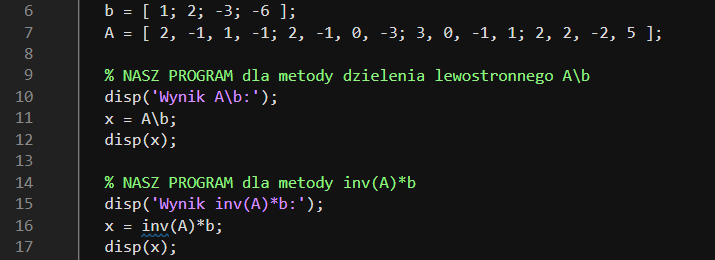 6 b = [ 1; 2; -3; -6 ];
7 A = [ 2, -1, 1, -1; 2, -1, 0, -3; 3, 0, -1, 1; 2, 2, -2, 5 ];
8
9 % NASZ PROGRAM dla metody dzielenia lewostronnego A\b
10 disp('Wynik A\b:');
11 x = A\b;
12 disp(x);
13
14 % NASZ PROGRAM dla metody inv(A)*b
15 disp('Wynik inv(A)*b:');
16 x = inv(A)*b;
17 disp(x);